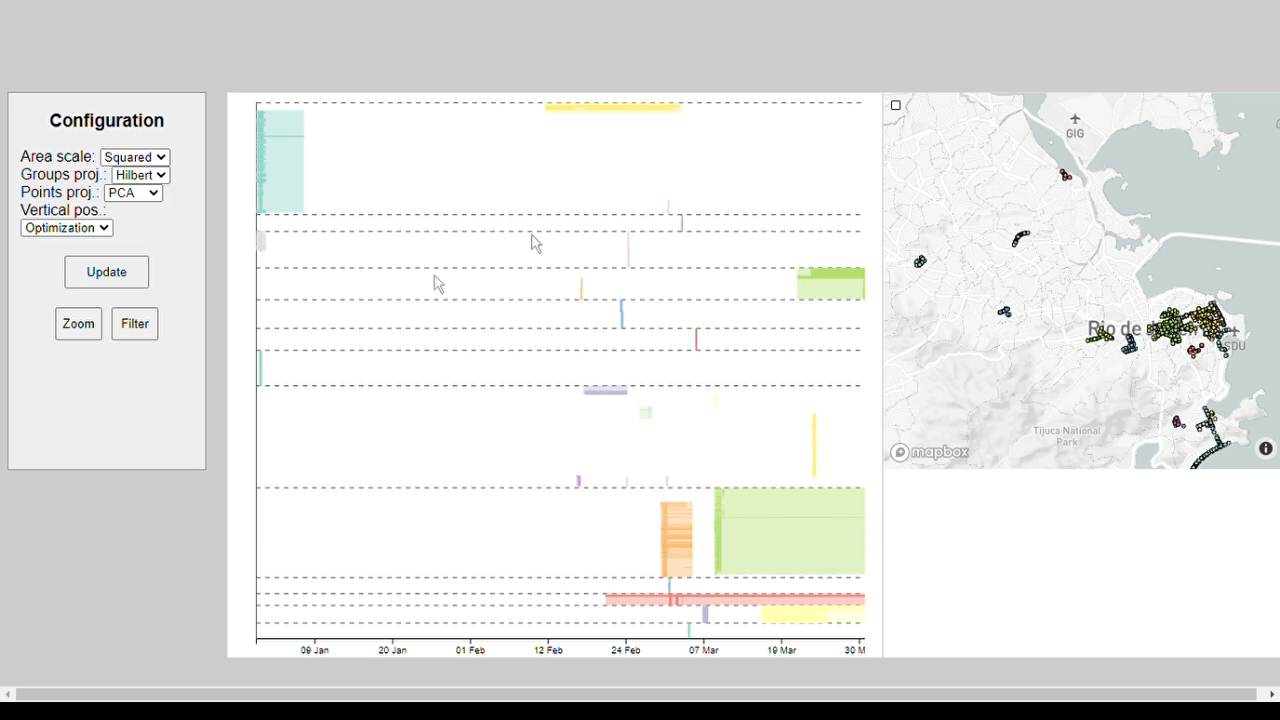 Configuration
Area scale: Squared
Groups proj.: Hilbert
Points proj.: PCA
Vertical pos.:
Optimization
Update
Zoom Filter
09 Jan 20 Jan 01 Feb 12 Feb 24 Feb 07 Mar 19 Mar 30 M
GIG
Rio de
SDU
Tijuca National
Park
mapbox